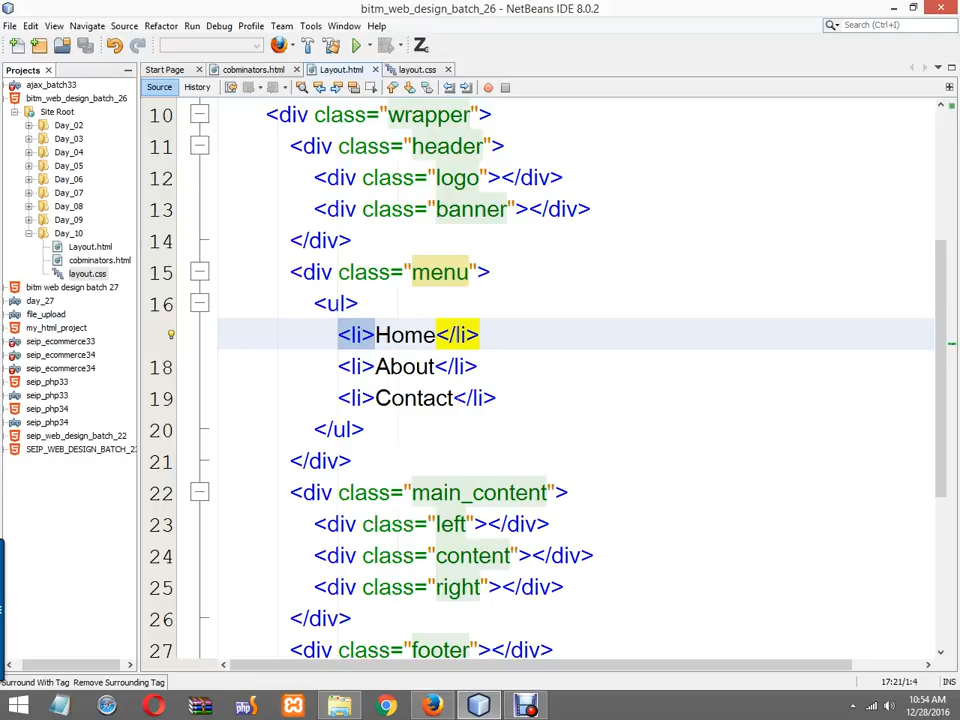 bitm_web_design_batch_26 - NetBeans IDE 8.0.2
File Edit View Navigate Source Refactor Run Debug Profile Team Tools Window Help
Search (Ctrl+I)
Projects
Start Page cobminators.html Layout.html layout.css
Source History
ajax_batch33
bitm_web_design_batch_26
Site Root
Day_02
Day_03
Day_04
Day_05
Day_06
Day_07
Day_08
Day_09
Day_10
Layout.html
cobminators.html
layout.css
bitm web design batch 27
day_27
file_upload
my_html_project
seip_ecommerce33
seip_ecommerce34
seip_ecommerce34
seip_php33
seip_php33
seip_php34
seip_php34
seip_web_design_batch_22
SEIP_WEB_DESIGN_BATCH_2
10 <div class="wrapper">
11 <div class="header">
12 <div class="logo"></div>
13 <div class="banner"></div>
14 </div>
15 <div class="menu">
16 <ul>
<li>Home</li>
18 <li>About</li>
19 <li>Contact</li>
20 </ul>
21 </div>
22 <div class="main_content">
23 <div class="left"></div>
24 <div class="content"></div>
25 <div class="right"></div>
26 </div>
27 <div class="footer"></div>
Surround With Tag Remove Surrounding Tag
17:21/1:4 INS
php
10:54 AM
12/28/2016